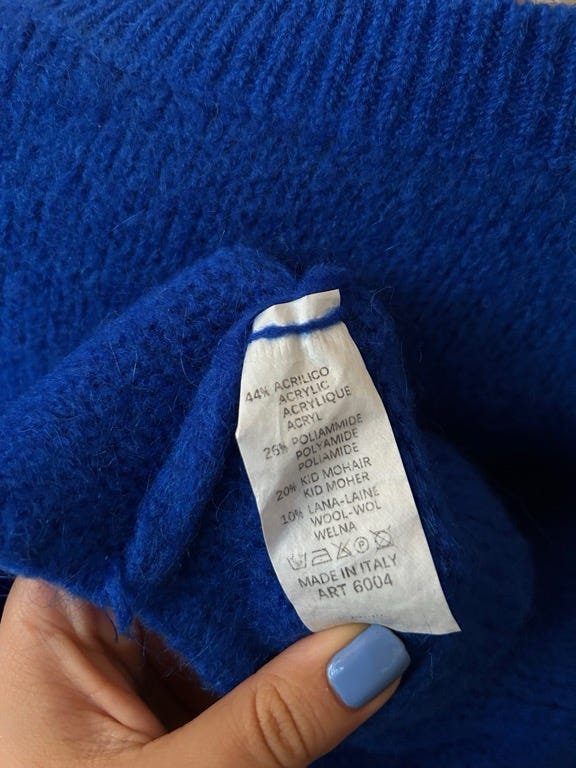 44% ACRILICO
ACRYLIC
ACRYLIQUE
ACRYL
26% POLIAMMIDE
POLYAMIDE
POLIAMIDE
20% KID MOHAIR
KID MOHER
10% LANA-LAINE
WOOL-WOL
WELNA
P
MADE IN ITALY
ART 6004